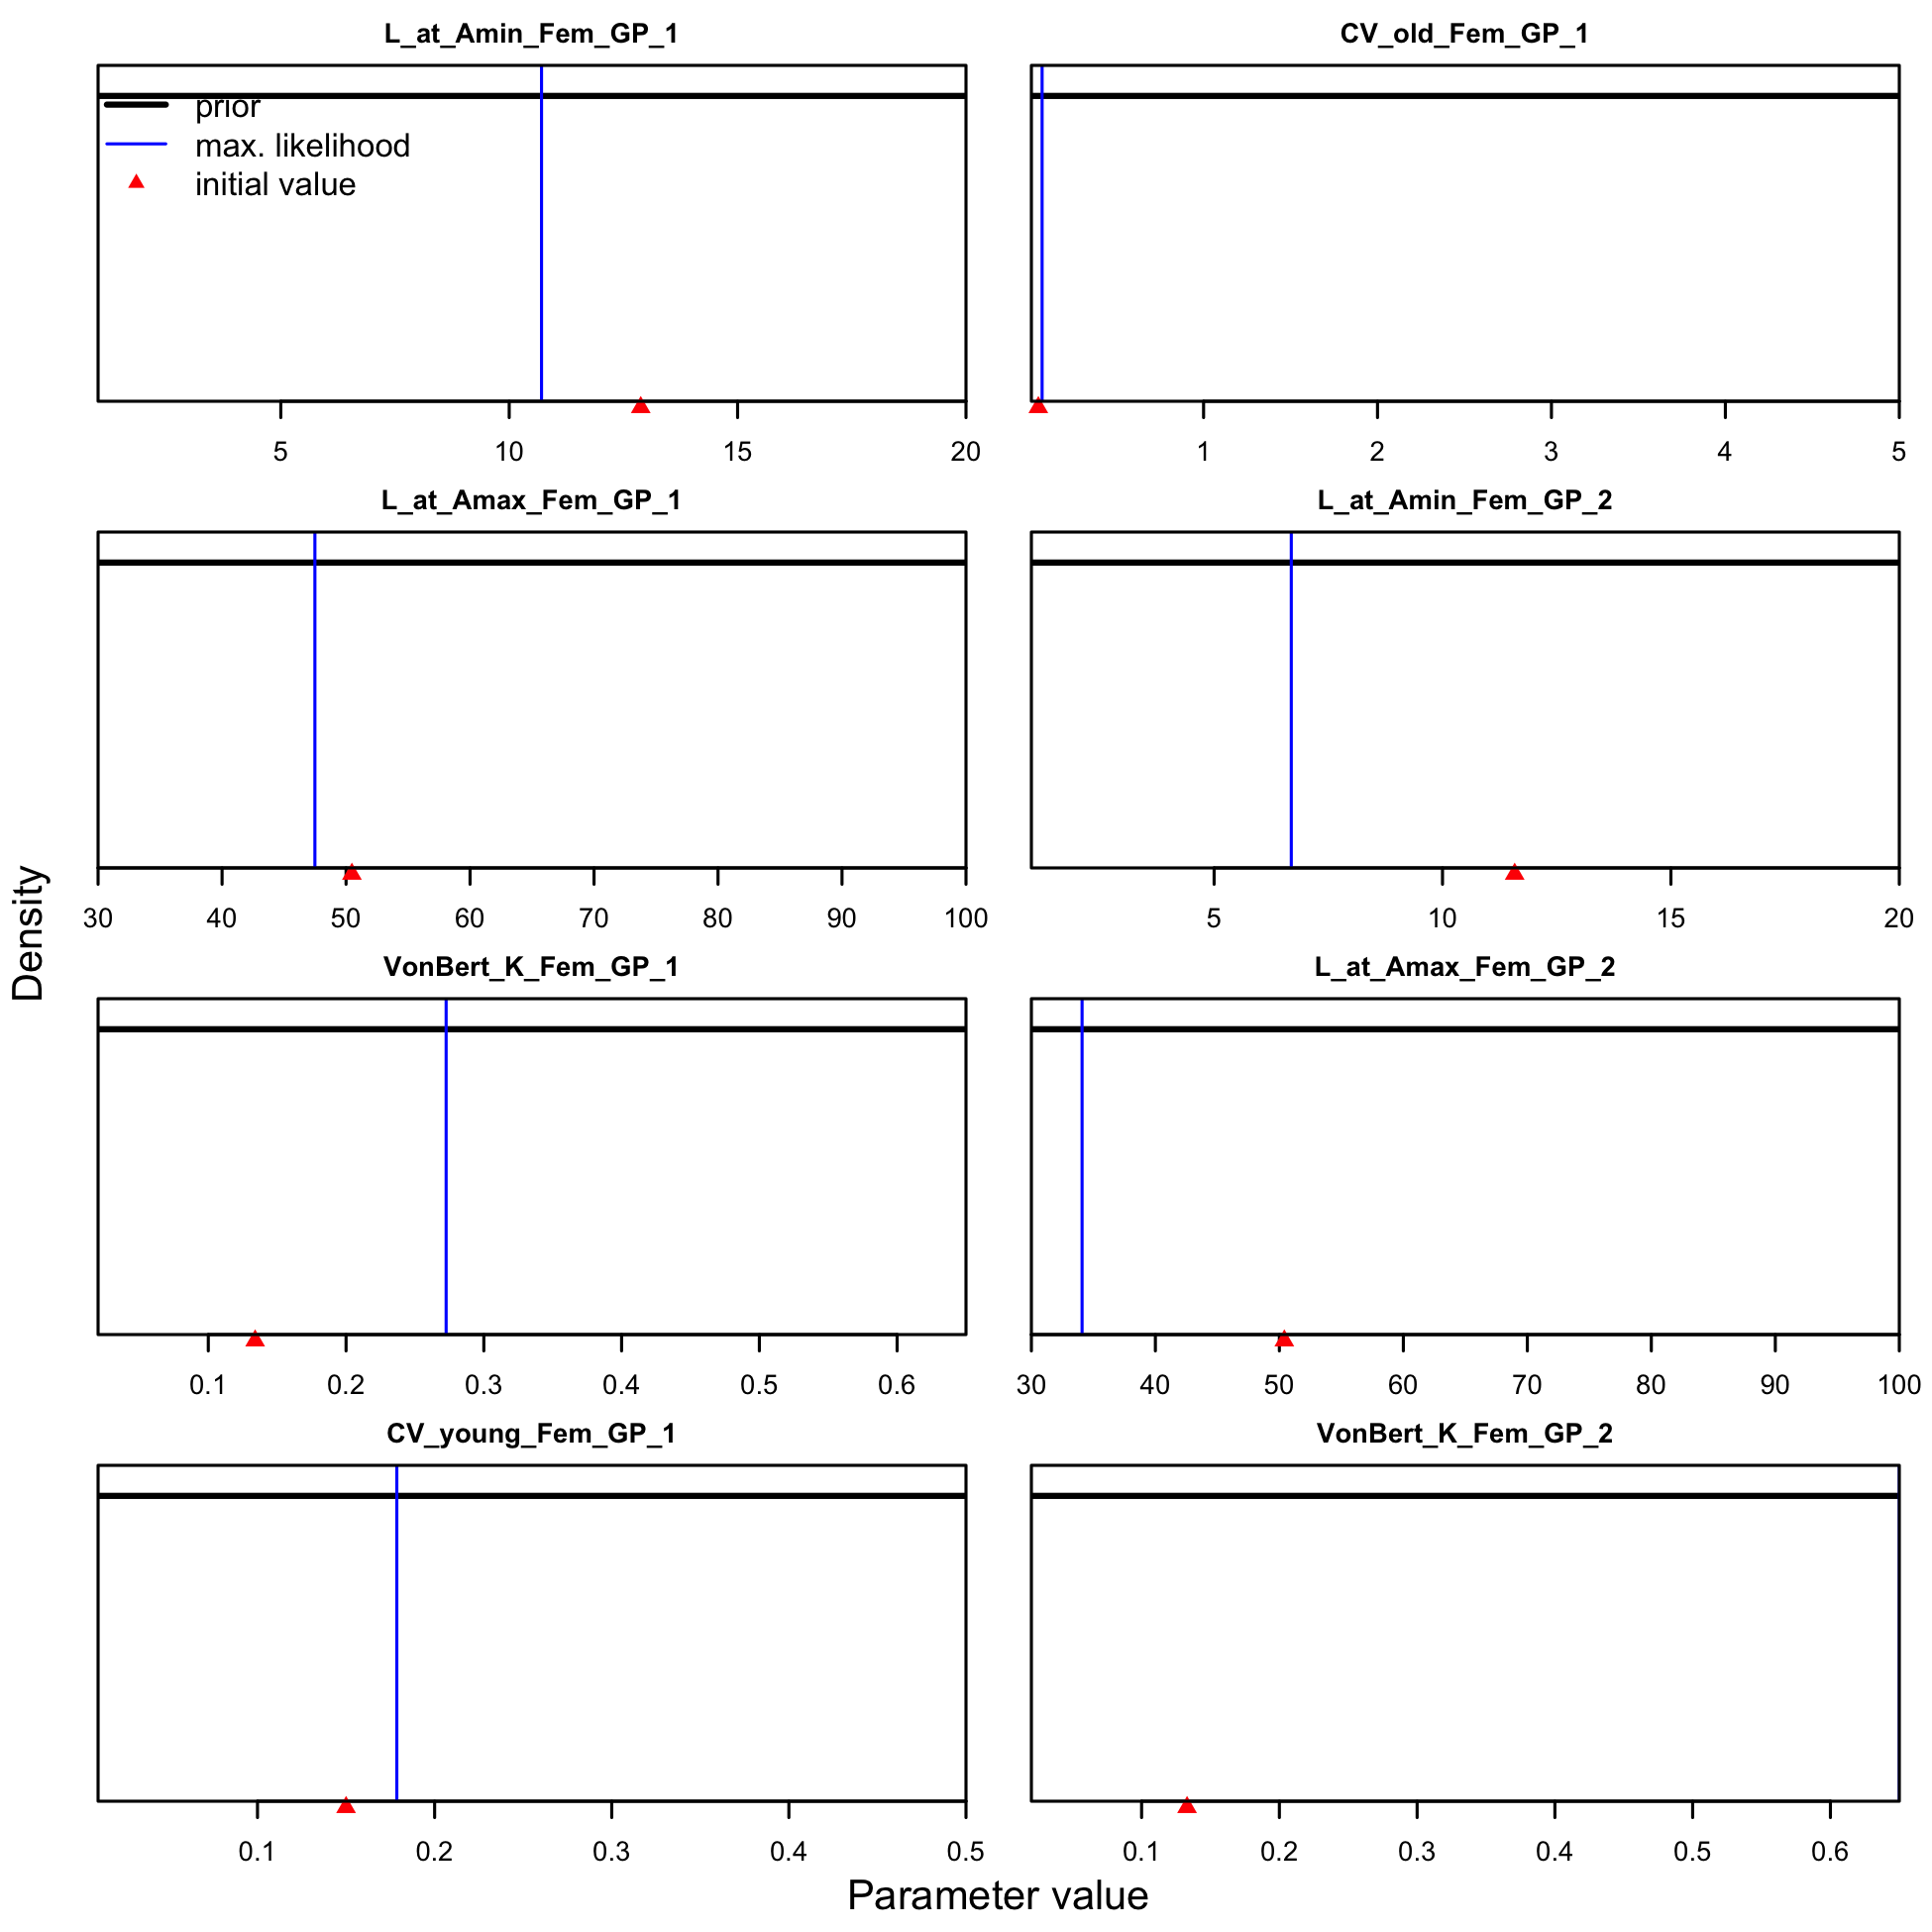 L_at_Amin_Fem_GP_1
prior
max. likelihood
initial value
5 10 15 20
CV_old_Fem_GP_1
1 2 3 4 5
L_at_Amax_Fem_GP_1
30 40 50 60 70 80 90 100
L_at_Amin_Fem_GP_2
5 10 15 20
VonBert_K_Fem_GP_1
0.1 0.2 0.3 0.4 0.5 0.6
L_at_Amax_Fem_GP_2
30 40 50 60 70 80 90 100
CV_young_Fem_GP_1
0.1 0.2 0.3 0.4 0.5
VonBert_K_Fem_GP_2
0.1 0.2 0.3 0.4 0.5 0.6
Density
Parameter value